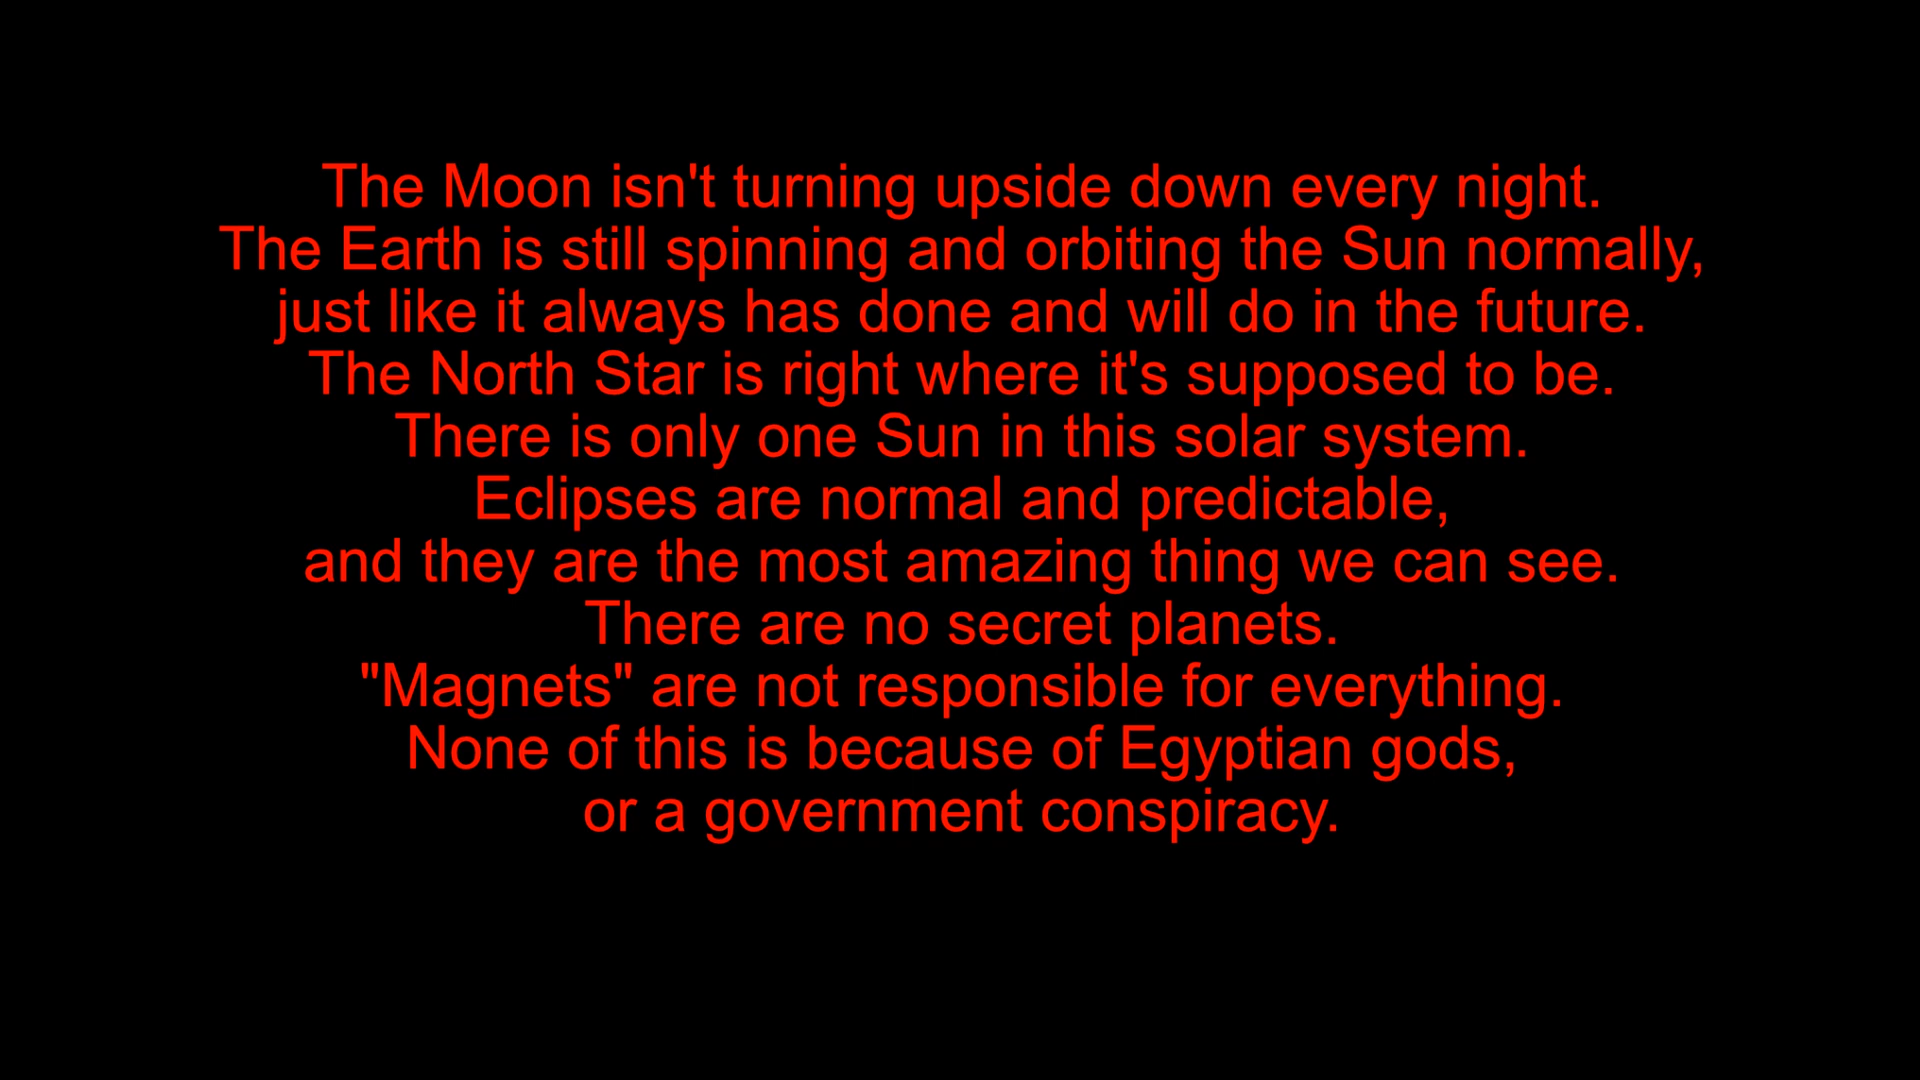 The Moon isn't turning upside down every night.
The Earth is still spinning and orbiting the Sun normally,
just like it always has done and will do in the future.
The North Star is right where it's supposed to be.
There is only one Sun in this solar system.
Eclipses are normal and predictable,
and they are the most amazing thing we can see.
There are no secret planets.
"Magnets" are not responsible for everything.
None of this is because of Egyptian gods,
or a government conspiracy.